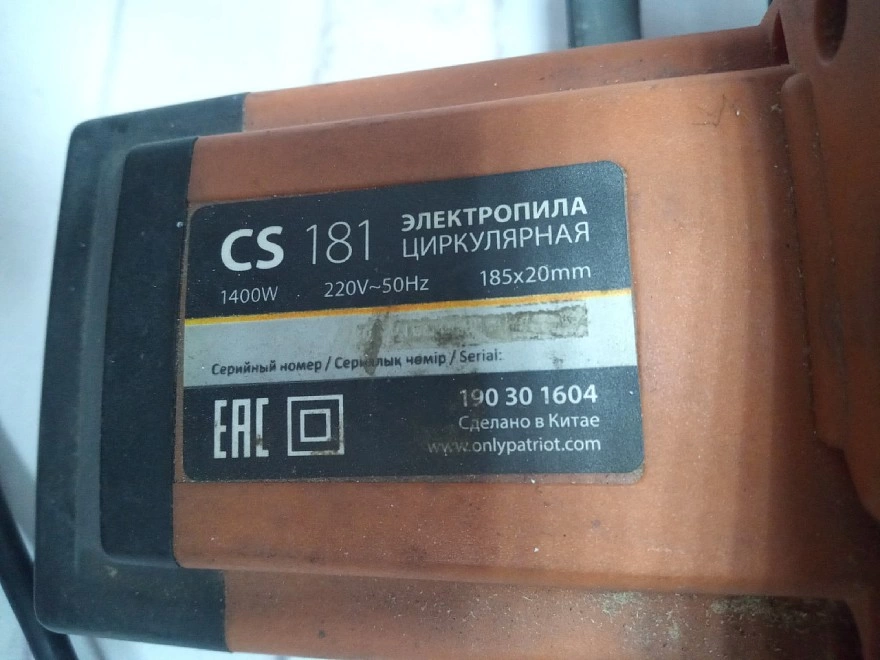 CS 181 ЭЛЕКТРОПИЛА
ЦИРКУЛЯРНАЯ
1400W 220V~50Hz 185x20mm
Серийный номер / Сериялық нөмір / Serial:
EAC
190 30 1604
Сделано в Китае
www.onlypatriot.com